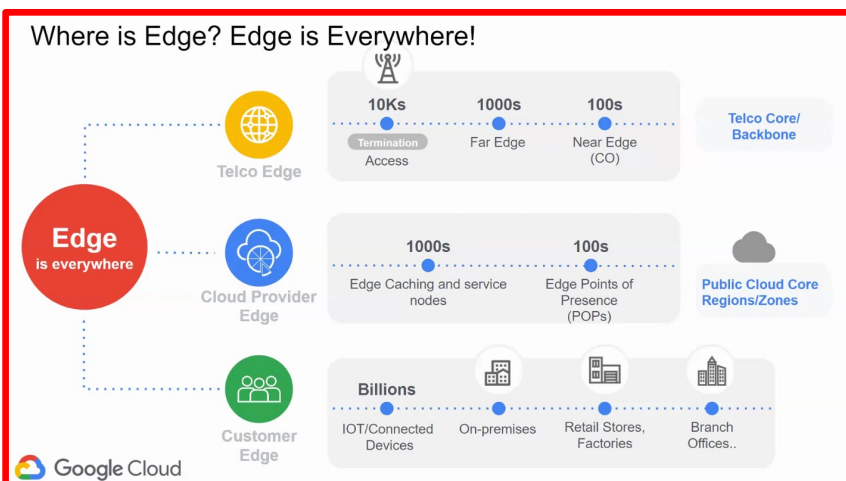 Where is Edge? Edge is Everywhere!
10Ks
1000s
100s
Termination
Access
Far Edge
Near Edge
(CO)
Telco Edge
Telco Core/
Backbone
Edge
is everywhere
1000s
100s
Edge Caching and service
nodes
Edge Points of
Presence
(POPs)
Cloud Provider
Edge
Public Cloud Core
Regions/Zones
Billions
IOT/Connected
Devices
On-premises
Retail Stores,
Factories
Branch
Offices..
Customer
Edge
Google Cloud